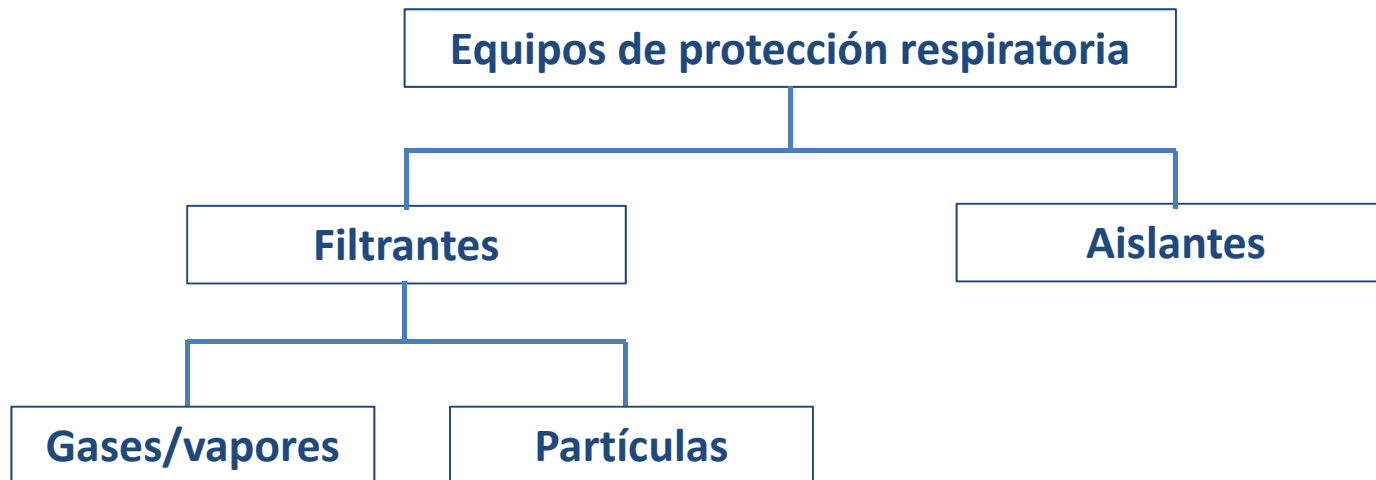 Equipos de protección respiratoria
Filtrantes
Aislantes
Gases/vapores
Partículas